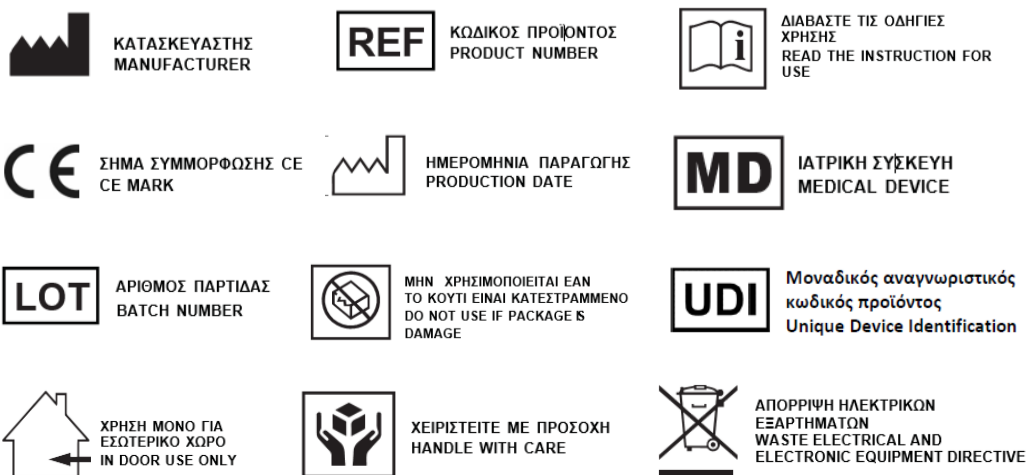 ΚΑΤΑΣΚΕΥΑΣΤΗΣ
MANUFACTURER
REF
ΚΩΔΙΚΟΣ ΠΡΟΪΟΝΤΟΣ
PRODUCT NUMBER
i
ΔΙΑΒΑΣΤΕ ΤΙΣ ΟΔΗΓΙΕΣ
ΧΡΗΣΗΣ
READ THE INSTRUCTION FOR
USE
CE
ΣΗΜΑ ΣΥΜΜΟΡΦΩΣΗΣ CE
CE MARK
ΗΜΕΡΟΜΗΝΙΑ ΠΑΡΑΓΩΓΗΣ
PRODUCTION DATE
MD
ΙΑΤΡΙΚΗ ΣΥΣΚΕΥΗ
MEDICAL DEVICE
LOT
ΑΡΙΘΜΟΣ ΠΑΡΤΙΔΑΣ
BATCH NUMBER
ΜΗΝ ΧΡΗΣΙΜΟΠΟΙΕΙΤΑΙ ΕΑΝ
ΤΟ ΚΟΥΤΙ ΕΙΝΑΙ ΚΑΤΕΣΤΡΑΜΜΕΝΟ
DO NOT USE IF PACKAGE IS
DAMAGE
UDI
Μοναδικός αναγνωριστικός
κωδικός προϊόντος
Unique Device Identification
ΧΡΗΣΗ ΜΟΝΟ ΓΙΑ
ΕΣΩΤΕΡΙΚΟ ΧΩΡΟ
IN DOOR USE ONLY
ΧΕΙΡΙΣΤΕΙΤΕ ΜΕ ΠΡΟΣΟΧΗ
HANDLE WITH CARE
ΑΠΟΡΡΙΨΗ ΗΛΕΚΤΡΙΚΩΝ
ΕΞΑΡΤΗΜΑΤΩΝ
WASTE ELECTRICAL AND
ELECTRONIC EQUIPMENT DIRECTIVE